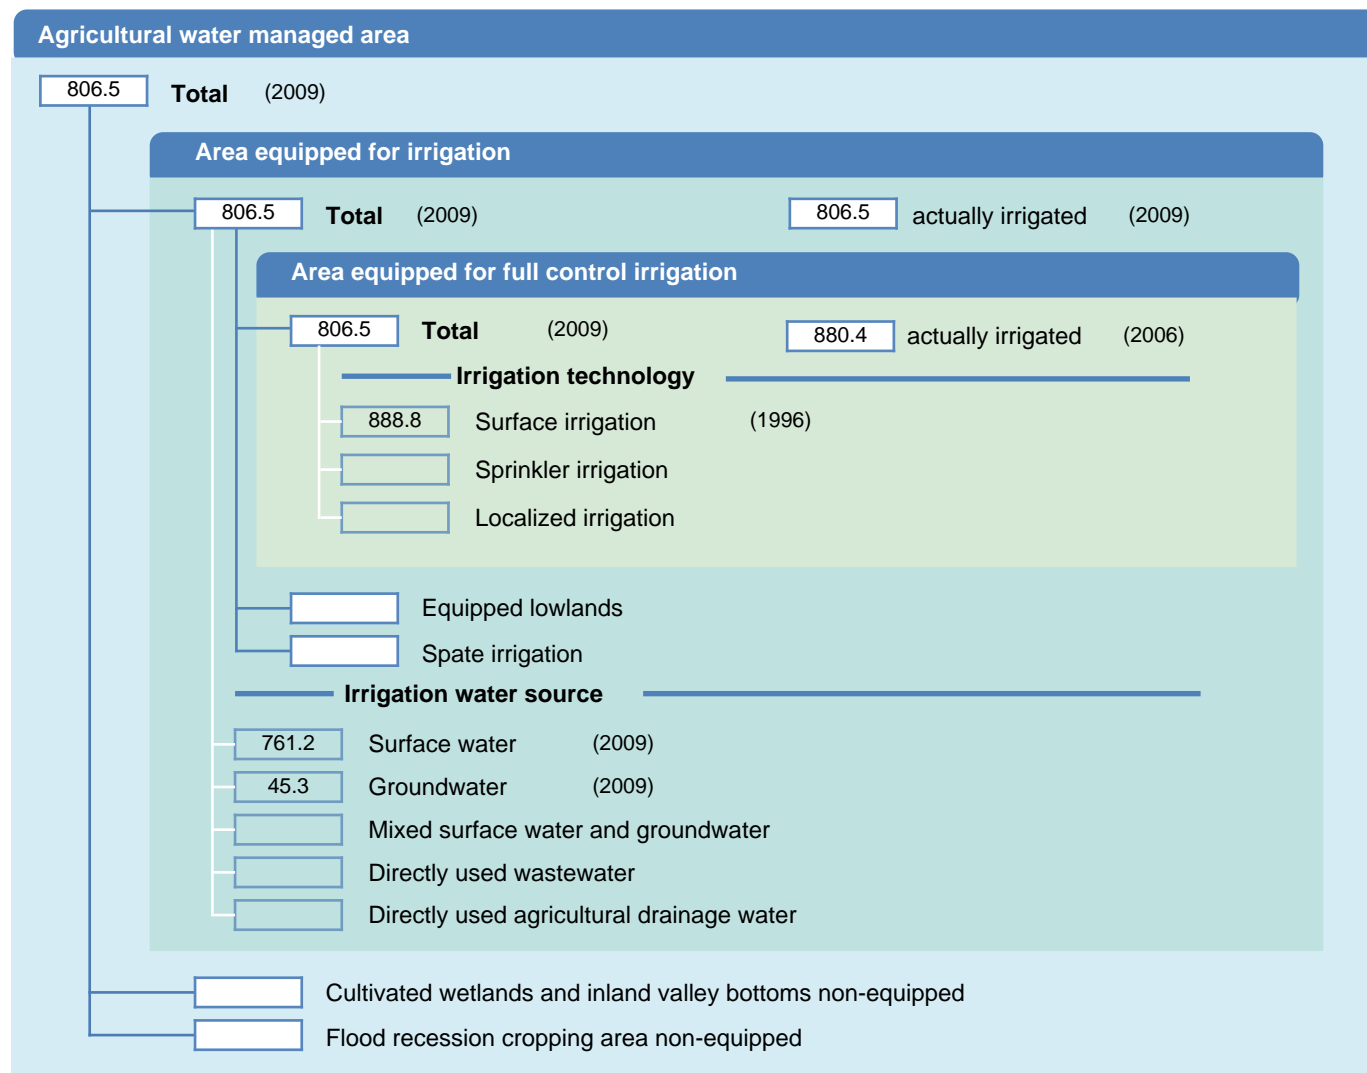 Agricultural water managed area
806.5 Total (2009)
Area equipped for irrigation
806.5 Total (2009) 806.5 actually irrigated (2009)
Area equipped for full control irrigation
806.5 Total (2009) 880.4 actually irrigated (2006)
Irrigation technology
888.8 Surface irrigation (1996)
Sprinkler irrigation
Localized irrigation
Equipped lowlands
Spate irrigation
Irrigation water source
761.2 Surface water (2009)
45.3 Groundwater (2009)
Mixed surface water and groundwater
Directly used wastewater
Directly used agricultural drainage water
Cultivated wetlands and inland valley bottoms non-equipped
Flood recession cropping area non-equipped